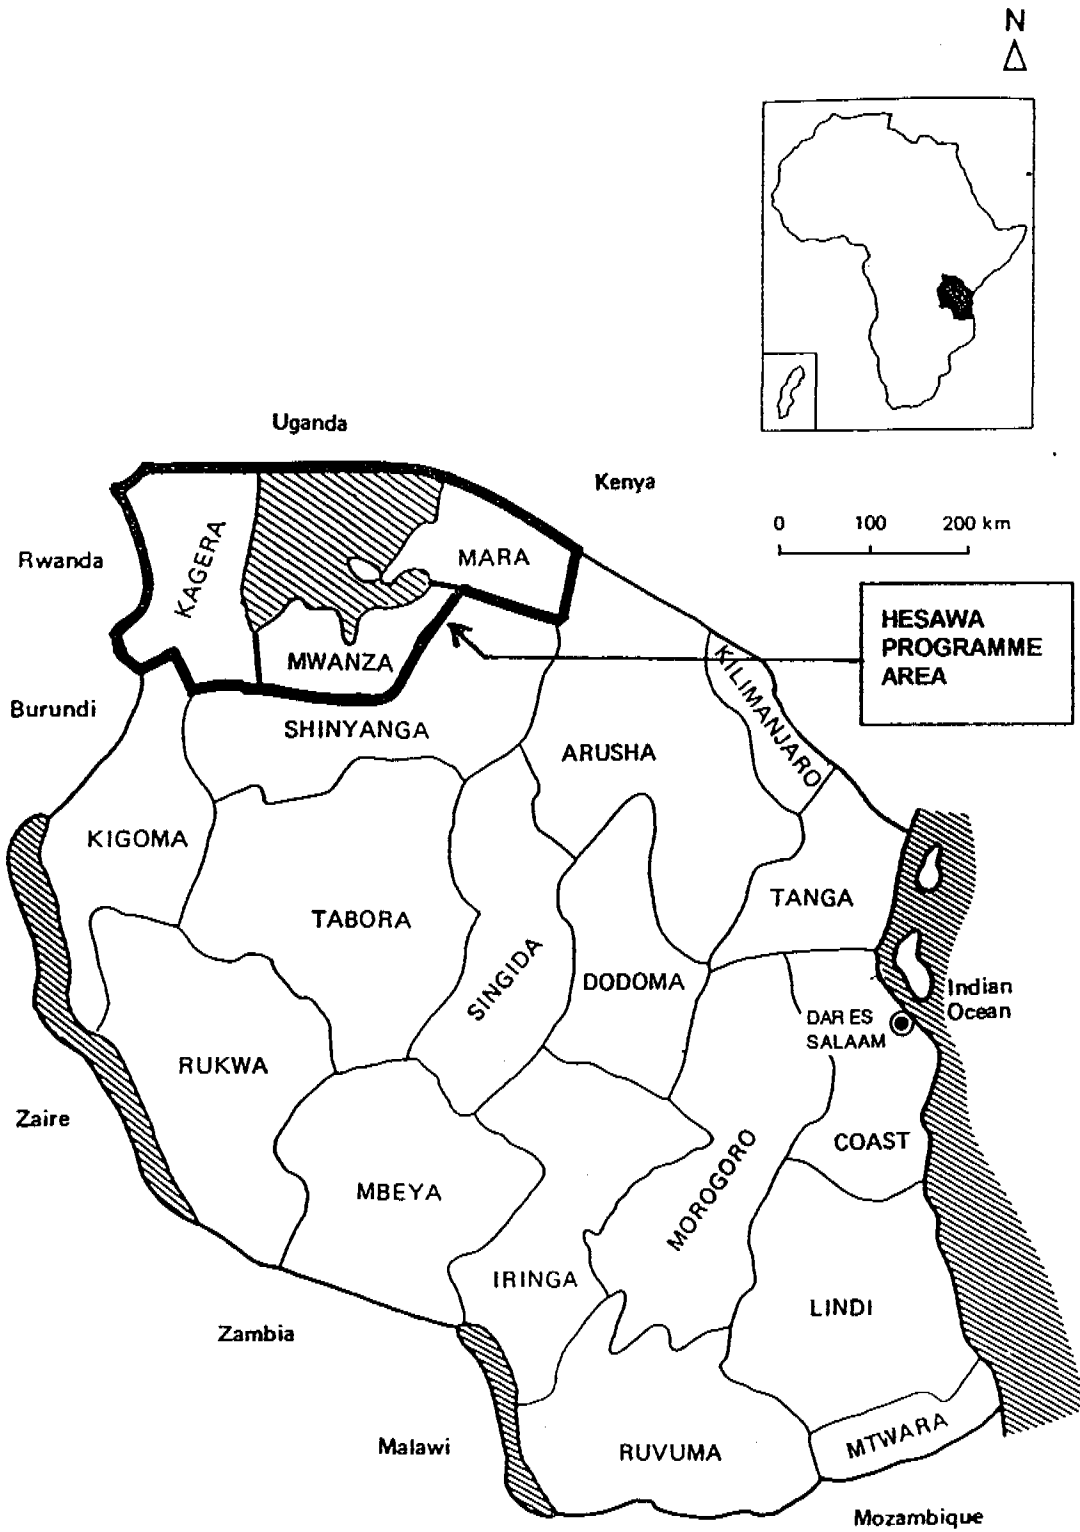 N
Uganda
Kenya
0 100 200 km
Rwanda
KAGERA
MARA
HESAWA
PROGRAMME
AREA
MWANZA
KILIMANJARO
Burundi
SHINYANGA
ARUSHA
KIGOMA
TABORA
TANGA
SINGIDA
DODOMA
Indian
Ocean
DAR ES
SALAAM
RUKWA
Zaire
COAST
MBEYA
MOROGORO
IRINGA
LINDI
Zambia
Malawi
RUVUMA
MTWARA
Mozambique